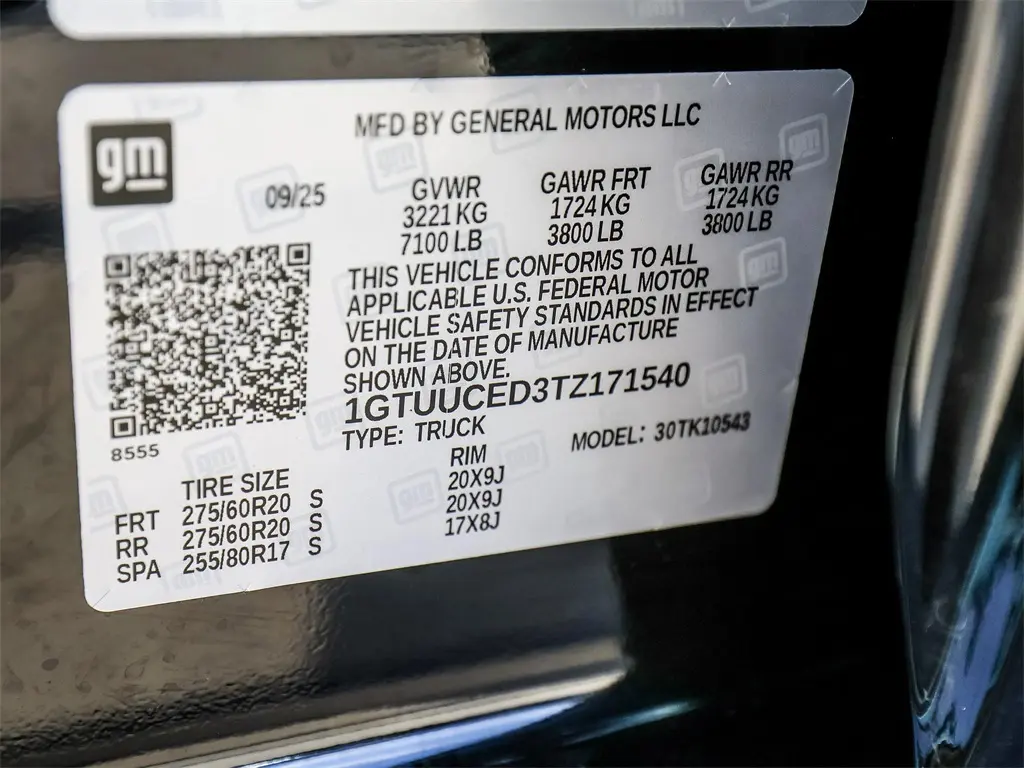 gm
MFD BY GENERAL MOTORS LLC
09/25
GVWR GAWR FRT GAWR RR
3221 KG 1724 KG 1724 KG
7100 LB 3800 LB 3800 LB
THIS VEHICLE CONFORMS TO ALL
APPLICABLE U.S. FEDERAL MOTOR
VEHICLE SAFETY STANDARDS IN EFFECT
ON THE DATE OF MANUFACTURE
SHOWN ABOVE.
1GTUUCED3TZ171540
TYPE: TRUCK MODEL: 30TK10543
8555
TIRE SIZE RIM
FRT 275/60R20 S 20X9J
RR 275/60R20 S 20X9J
SPA 255/80R17 S 17X8J